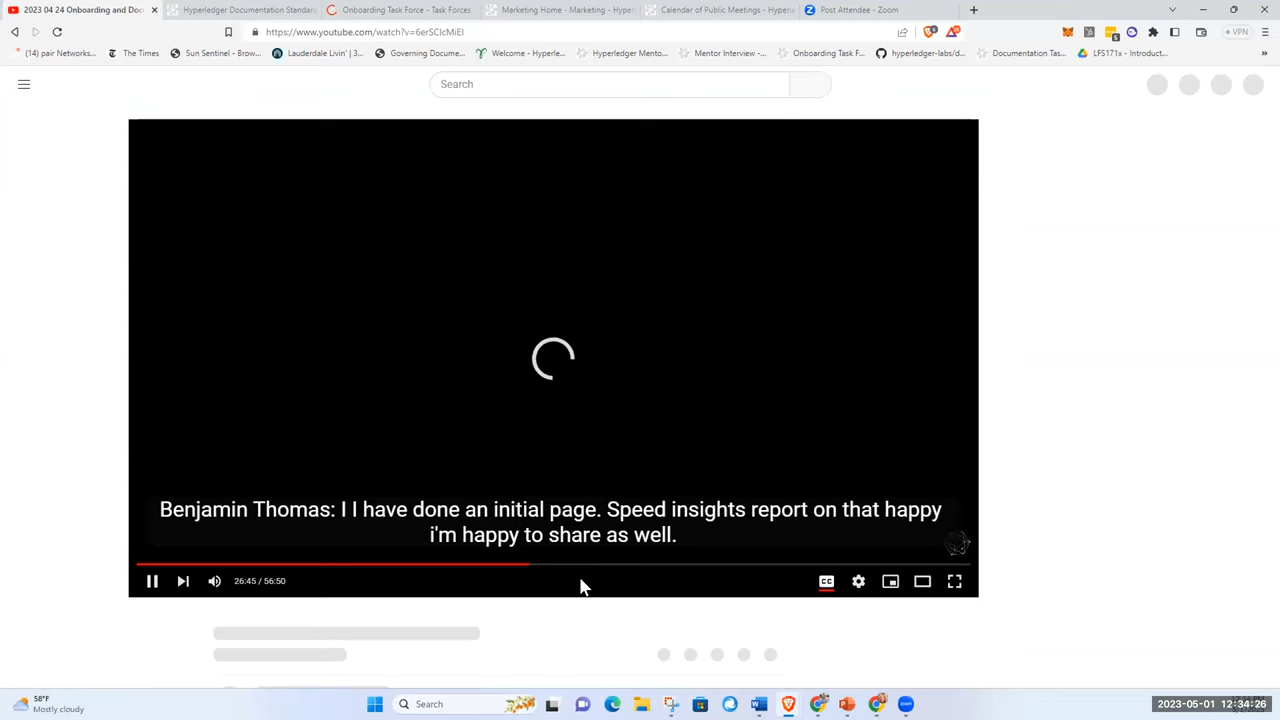 2023 04 24 Onboarding and Doc
Hyperledger Documentation Standard
Onboarding Task Force - Task Forces
Marketing Home - Marketing - Hyper
Calendar of Public Meetings - Hyperle
Post Attendee - Zoom
https://www.youtube.com/watch?v=6erSCIcMiEI
VPN
(14) pair Networks...
The Times
Sun Sentinel - Brow...
Lauderdale Livin' | 3...
Governing Docume...
Welcome - Hyperle...
Hyperledger Mento...
Mentor Interview -...
Onboarding Task F...
hyperledger-labs/d...
Documentation Tas...
LFS171x - Introduct...
Search
Benjamin Thomas: I I have done an initial page. Speed insights report on that happy
i'm happy to share as well.
26:45 / 56:50
CC
58°F
Mostly cloudy
Search
2023-05-01 12:34:26